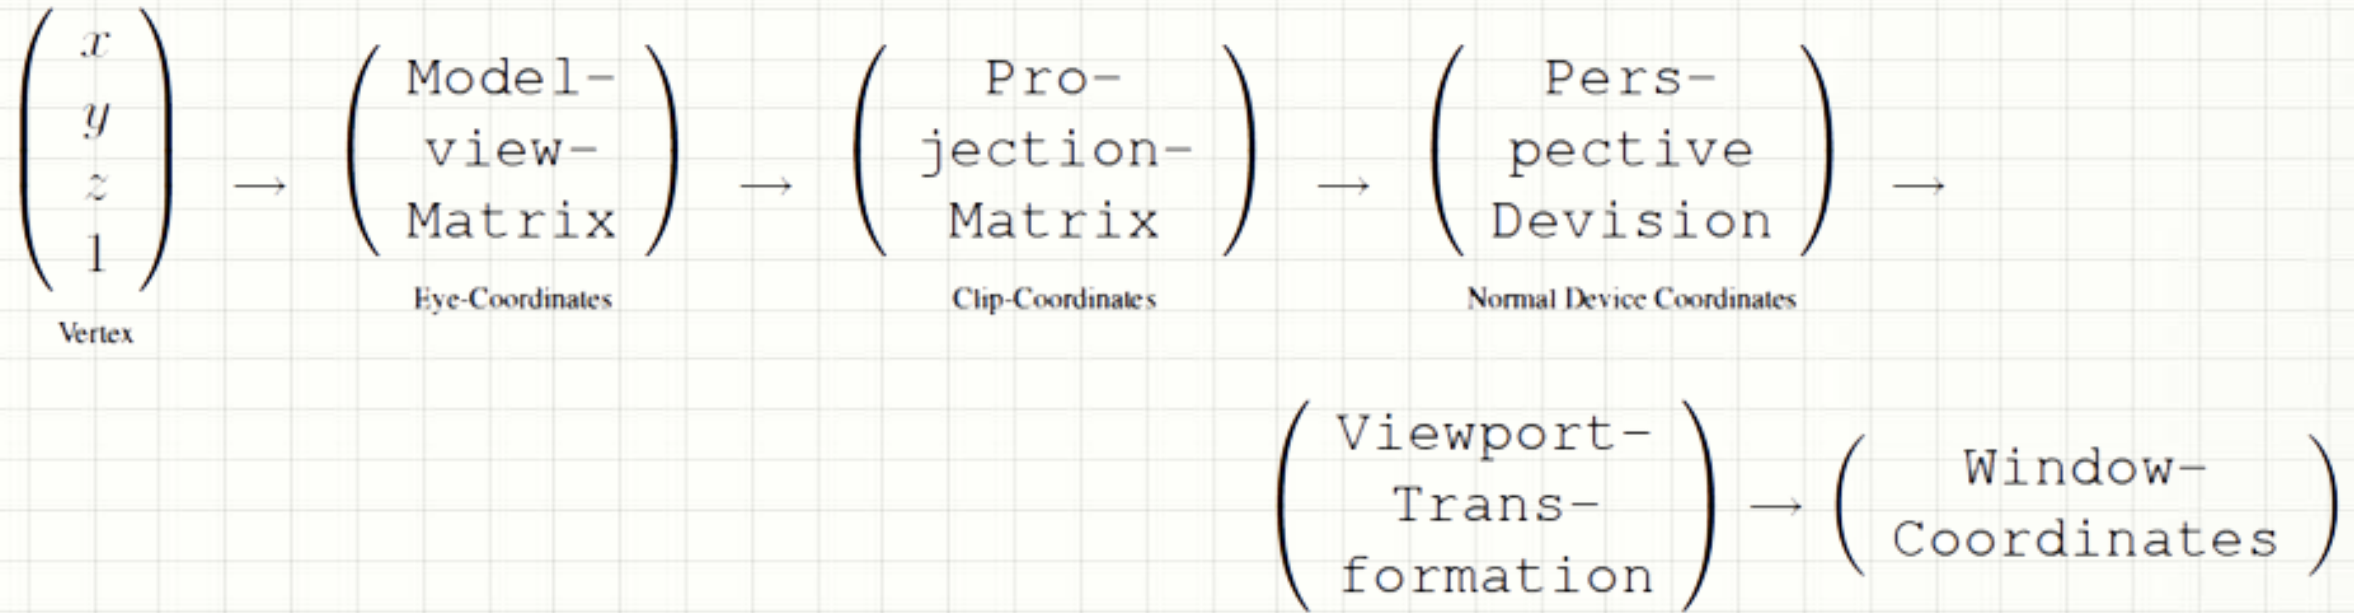 x
y
z
1
Vertex
→
Model-
view-
Matrix
Eye-Coordinates
→
Pro-
jection-
Matrix
Clip-Coordinates
→
Pers-
pective
Devision
Normal Device Coordinates
→
Viewport-
Trans-
formation
→
Window-
Coordinates